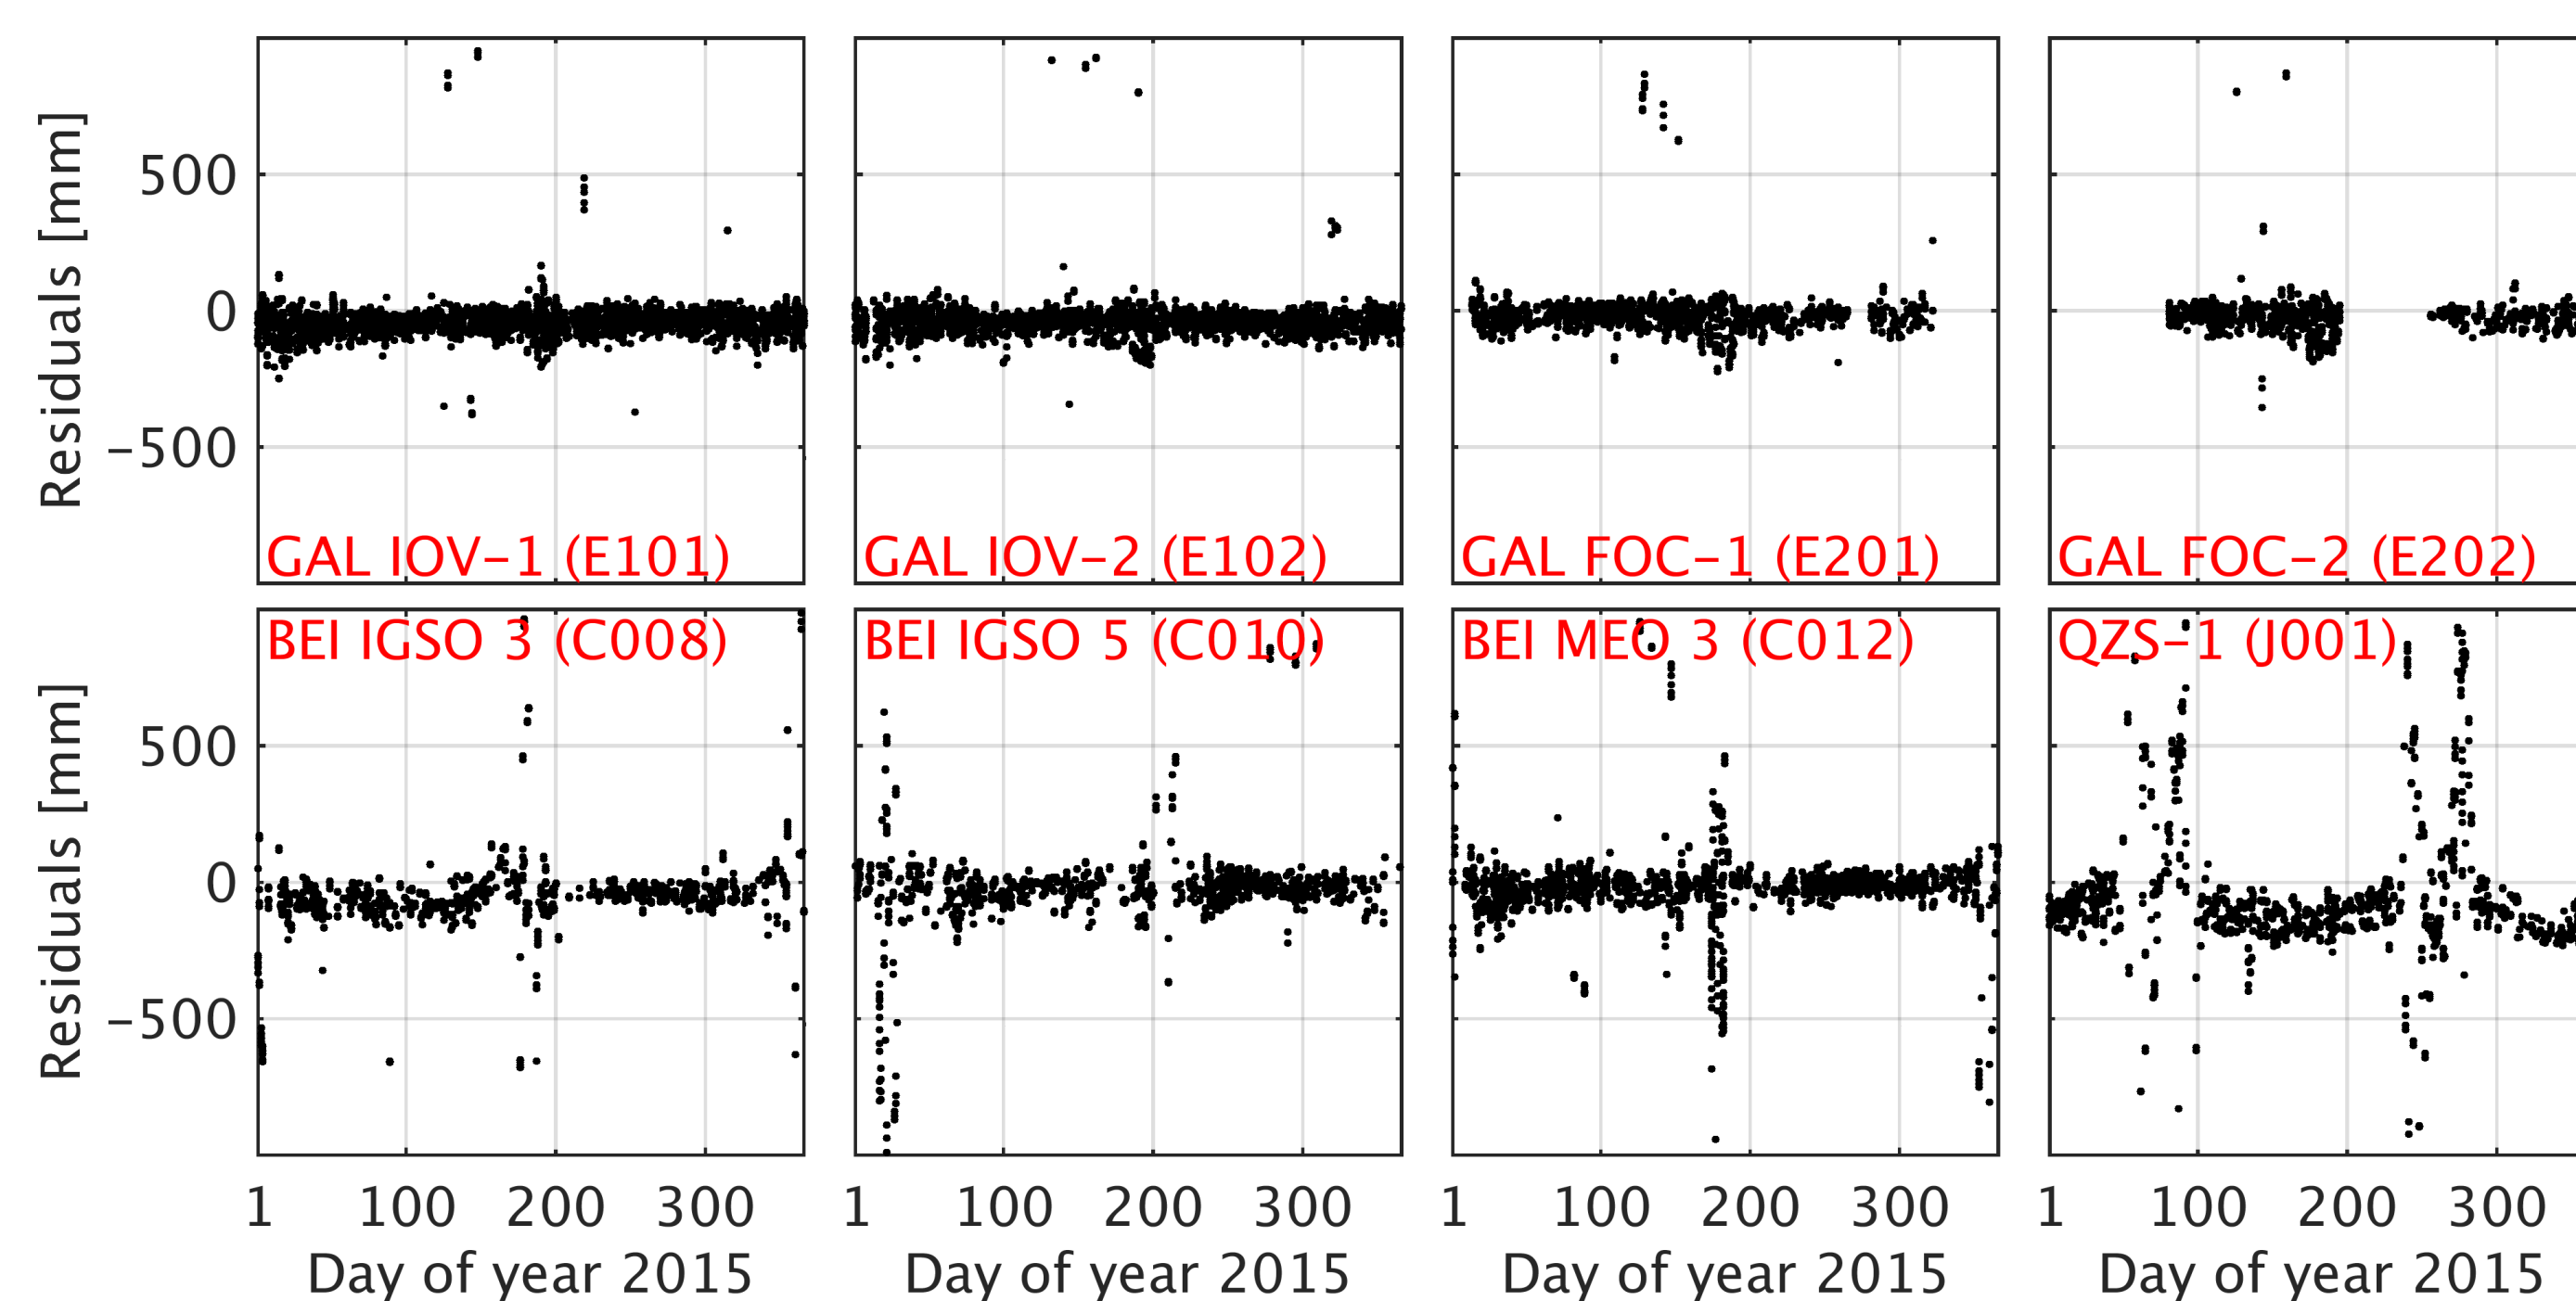 Residuals [mm]
500
0
−500
GAL IOV−1 (E101)
GAL IOV−2 (E102)
GAL FOC−1 (E201)
GAL FOC−2 (E202)
Residuals [mm]
500
0
−500
BEI IGSO 3 (C008)
BEI IGSO 5 (C010)
BEI MEO 3 (C012)
QZS−1 (J001)
1 100 200 300
1 100 200 300
1 100 200 300
1 100 200 300
Day of year 2015
Day of year 2015
Day of year 2015
Day of year 2015